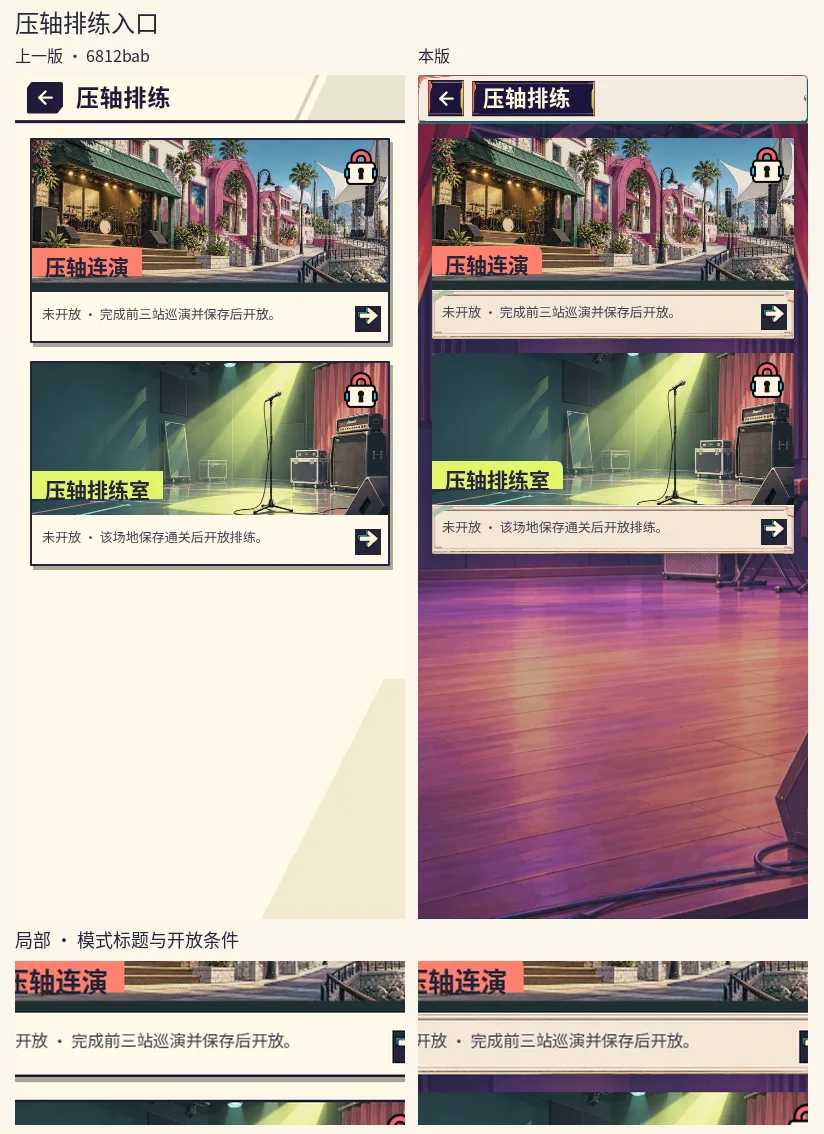 压轴排练入口
上一版 · 6812bab
本版
压轴排练
压轴排练
压轴连演
压轴连演
未开放 · 完成前三站巡演并保存后开放。
未开放 · 完成前三站巡演并保存后开放。
压轴排练室
压轴排练室
未开放 · 该场地保存通关后开放排练。
未开放 · 该场地保存通关后开放排练。
局部 · 模式标题与开放条件
压轴连演
压轴连演
开放 · 完成前三站巡演并保存后开放。
开放 · 完成前三站巡演并保存后开放。